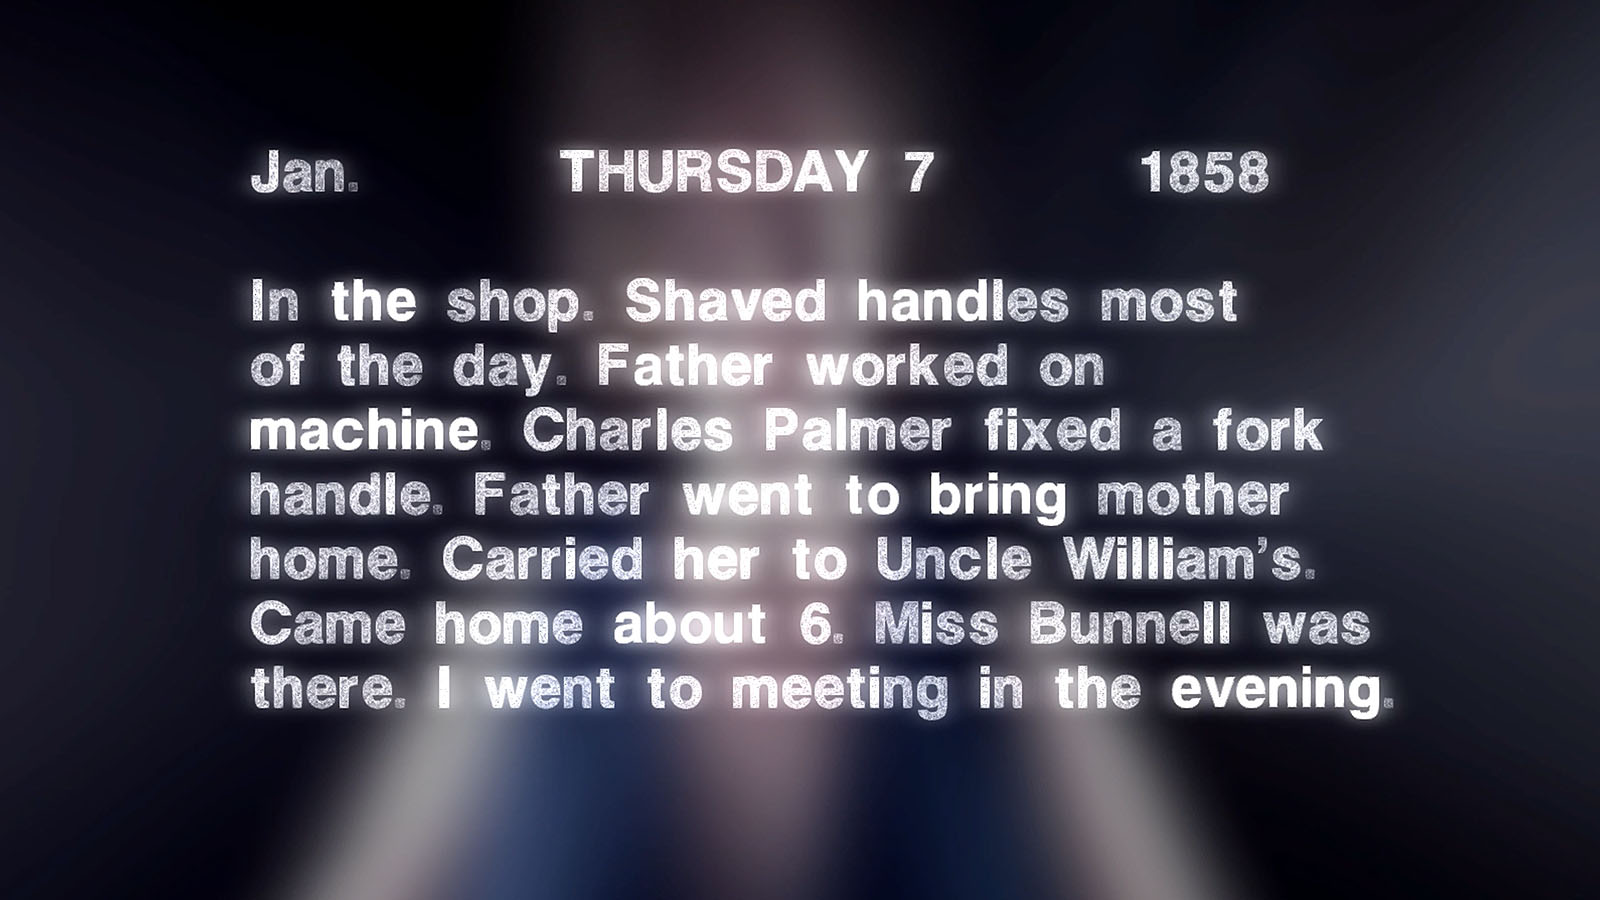 Jan. THURSDAY 7 1858
In the shop. Shaved handles most
of the day. Father worked on
machine. Charles Palmer fixed a fork
handle. Father went to bring mother
home. Carried her to Uncle William's.
Came home about 6. Miss Bunnell was
there. I went to meeting in the evening.